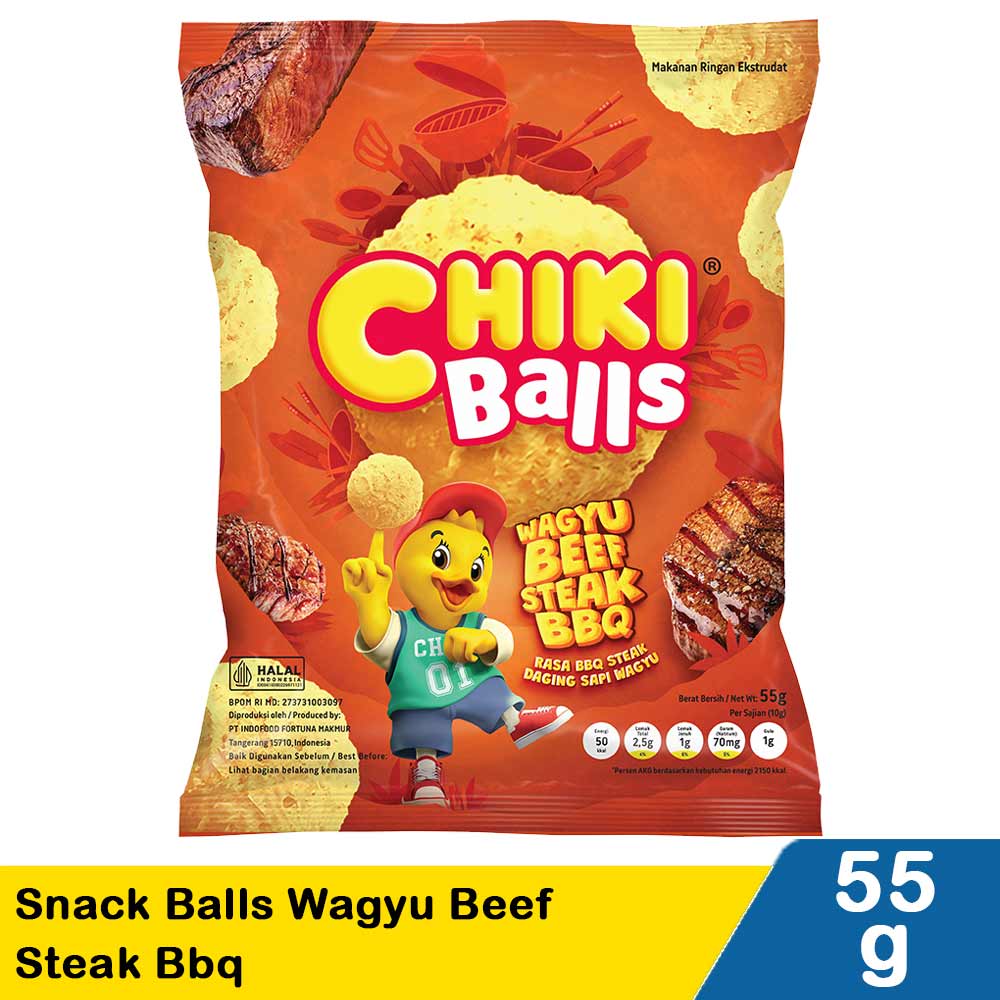 Makanan Ringan Ekstrudat
CHIKI ®
Balls
WAGYU
BEEF
STEAK
BBQ
RASA BBQ STEAK
DAGING SAPI WAGYU
CH
01
HALAL
INDONESIA
BPOM RI MD: 273731003097
Diproduksi oleh / Produced by:
PT INDOFOOD FORTUNA MAKMUR
Tangerang 15710, Indonesia
Baik Digunakan Sebelum / Best Before:
Lihat bagian belakang kemasan
Berat Bersih / Net Wt: 55g
Per Sajian (10g)
Energi
50
kkal
Lemak
Total
2,5g
4%
Lemak
Jenuh
1g
Garam
(Natrium)
70mg
5%
Gula
1g
*Persen AKG berdasarkan kebutuhan energi 2150 kkal
Snack Balls Wagyu Beef
Steak Bbq
55
g